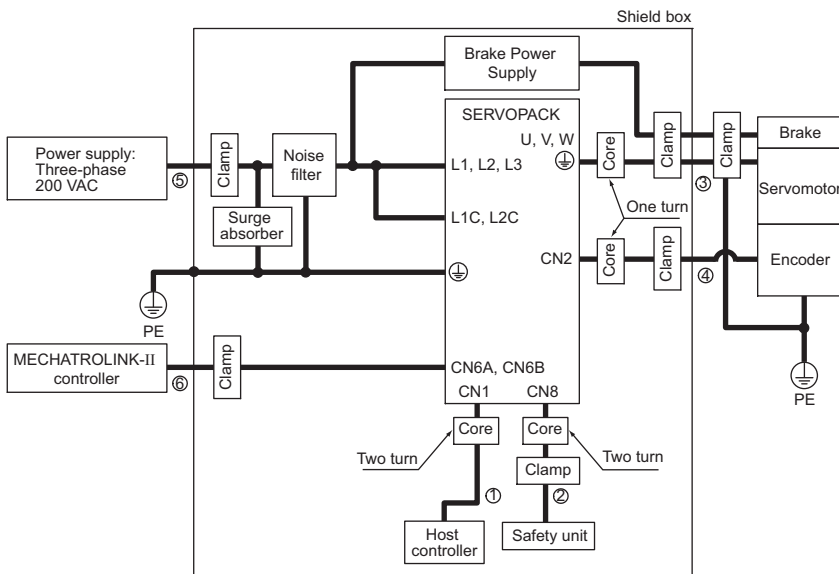 Shield box
Brake Power
Supply
SERVOPACK
U, V, W
Power supply:
Three-phase
200 VAC
⑤
Clamp
Noise
filter
L1, L2, L3
Core
Clamp
Clamp
③
Brake
Servomotor
Surge
absorber
L1C, L2C
One turn
CN2
Core
Clamp
④
Encoder
PE
MECHATROLINK-II
controller
⑥
Clamp
CN6A, CN6B
PE
CN1
CN8
Two turn
Core
Core
Two turn
Clamp
①
②
Host
controller
Safety unit